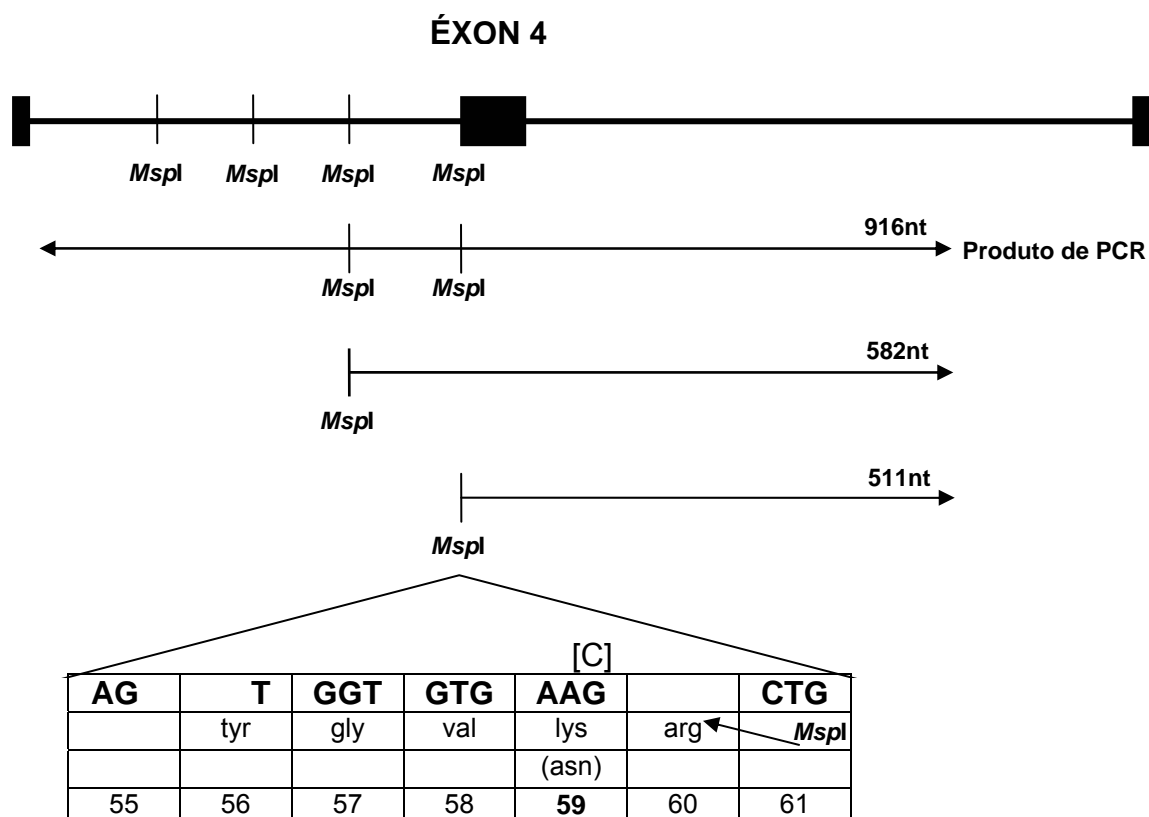 ÉXON 4
MspI MspI MspI MspI
916nt
Produto de PCR
MspI MspI
582nt
MspI
511nt
MspI
[C]
AG T GGT GTG AAG CTG
tyr gly val lys arg MspI
(asn)
55 56 57 58 59 60 61